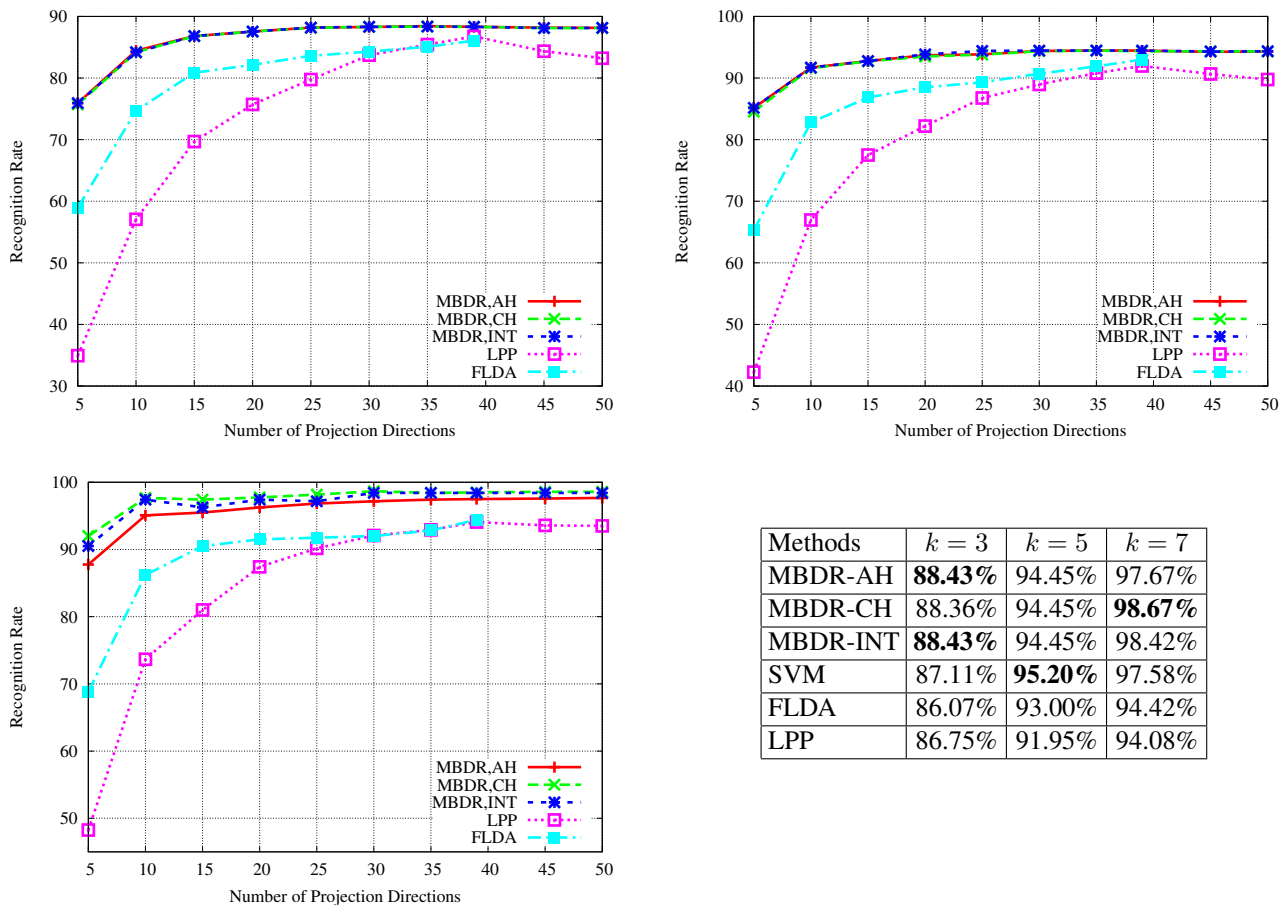 90
80
70
60
50
40
30
Recognition Rate
MBDR,AH
MBDR,CH
MBDR,INT
LPP
FLDA
5 10 15 20 25 30 35 40 45 50
Number of Projection Directions
100
90
80
70
60
50
40
Recognition Rate
MBDR,AH
MBDR,CH
MBDR,INT
LPP
FLDA
5 10 15 20 25 30 35 40 45 50
Number of Projection Directions
100
90
80
70
60
50
Recognition Rate
MBDR,AH
MBDR,CH
MBDR,INT
LPP
FLDA
5 10 15 20 25 30 35 40 45 50
Number of Projection Directions
Methods k = 3 k = 5 k = 7
MBDR-AH 88.43% 94.45% 97.67%
MBDR-CH 88.36% 94.45% 98.67%
MBDR-INT 88.43% 94.45% 98.42%
SVM 87.11% 95.20% 97.58%
FLDA 86.07% 93.00% 94.42%
LPP 86.75% 91.95% 94.08%